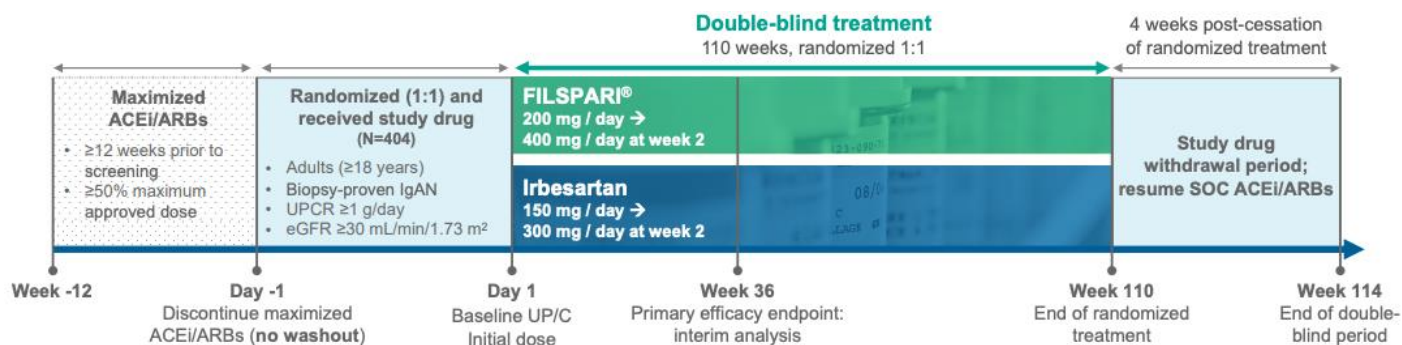 Double-blind treatment
110 weeks, randomized 1:1
4 weeks post-cessation
of randomized treatment
Maximized
ACEi/ARBs
• ≥12 weeks prior to
screening
• ≥50% maximum
approved dose
Randomized (1:1) and
received study drug
(N=404)
• Adults (≥18 years)
• Biopsy-proven IgAN
• UPCR ≥1 g/day
• eGFR ≥30 mL/min/1.73 m²
FILSPARI®
200 mg / day →
400 mg / day at week 2
Irbesartan
150 mg / day →
300 mg / day at week 2
Study drug
withdrawal period;
resume SOC ACEi/ARBs
Week -12
Day -1
Discontinue maximized
ACEi/ARBs (no washout)
Day 1
Baseline UP/C
Initial dose
Week 36
Primary efficacy endpoint:
interim analysis
Week 110
End of randomized
treatment
Week 114
End of double-
blind period